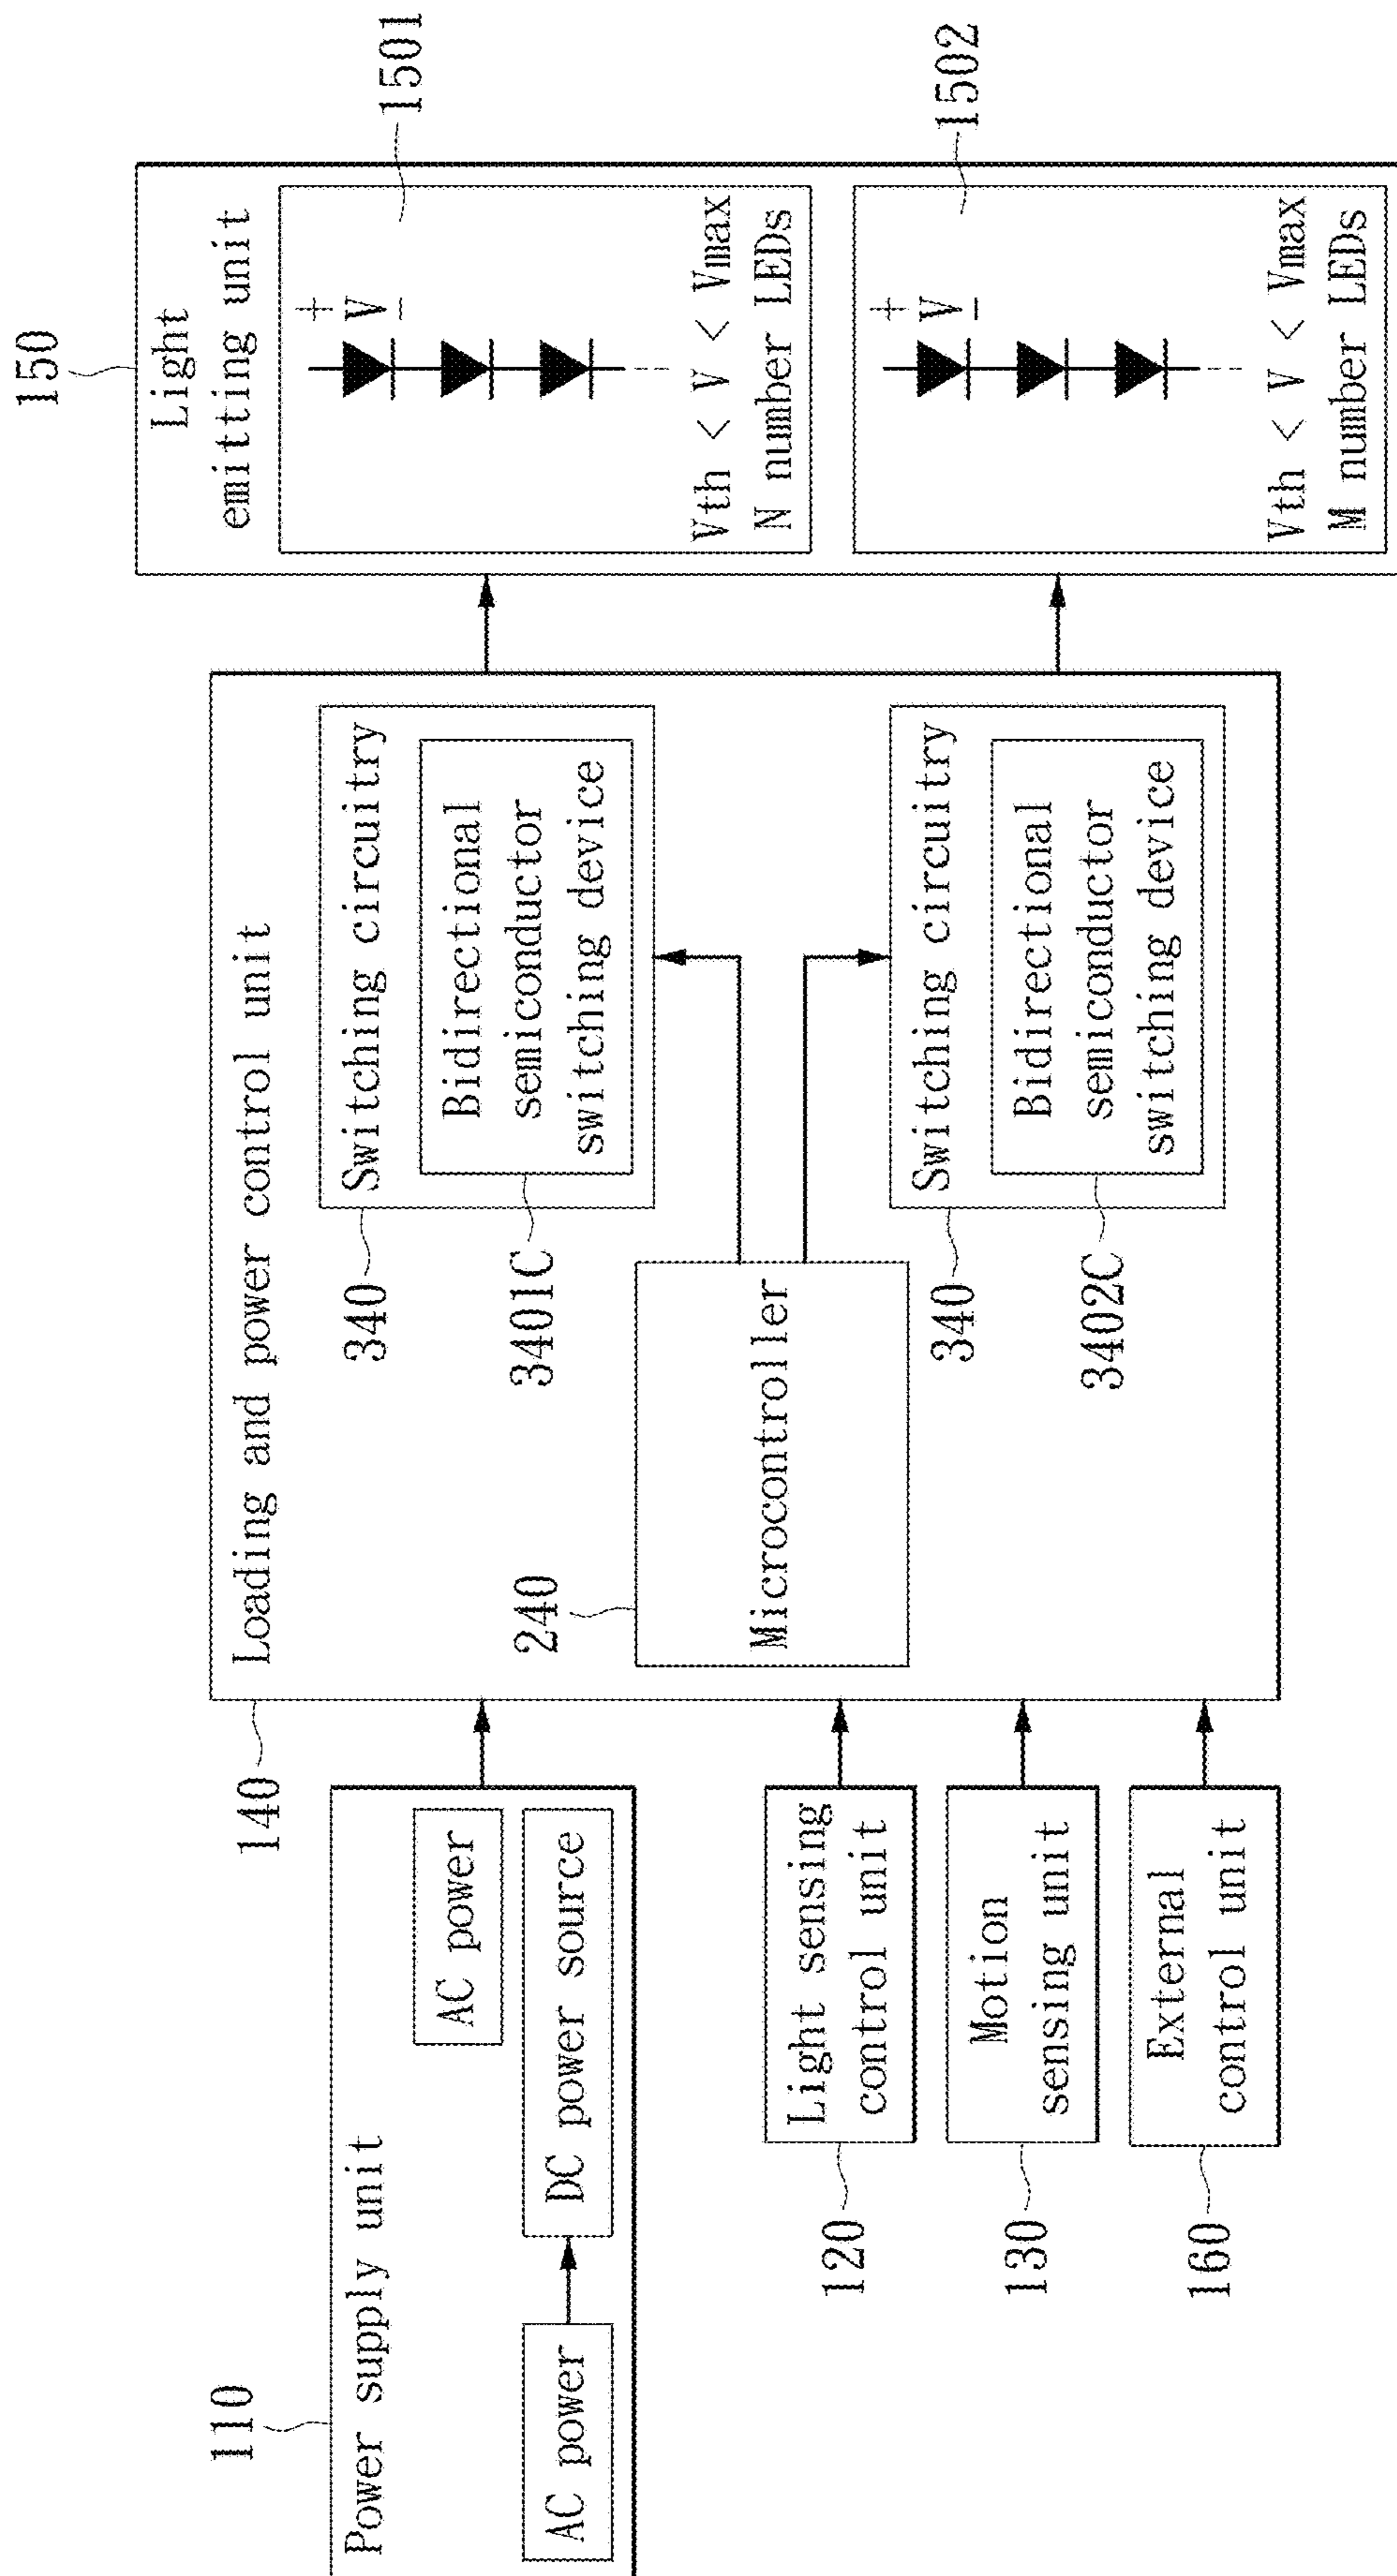 110
Power supply unit
AC power
AC power
DC power source
120
Light sensing
control unit
130
Motion
sensing unit
160
External
control unit
140
Loading and power control unit
240
Microcontroller
340
Switching circuitry
3401C
Bidirectional
semiconductor
switching device
340
Switching circuitry
3402C
Bidirectional
semiconductor
switching device
150
Light
emitting unit
+
V
-
Vth < V < Vmax
N number LEDs
1501
+
V
-
Vth < V < Vmax
M number LEDs
1502